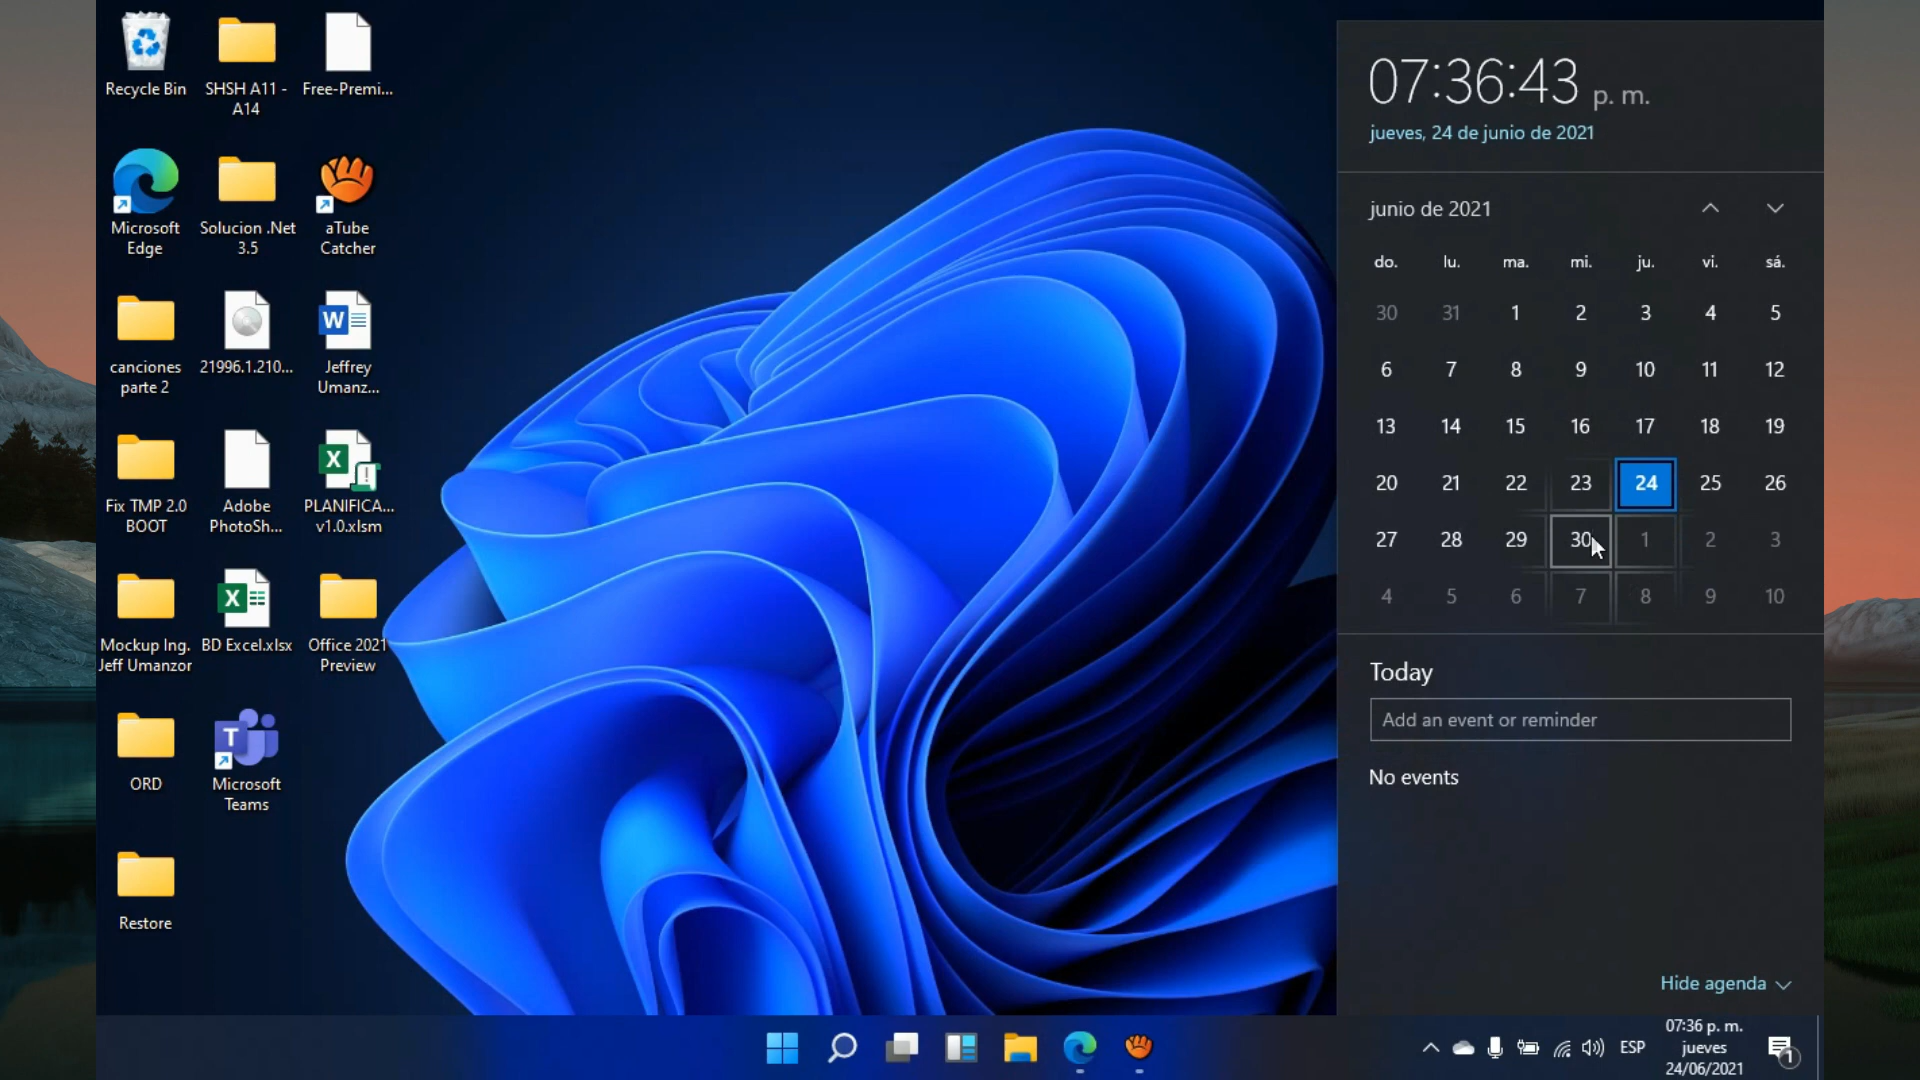 Recycle Bin
SHSH A11 -
A14
Free-Premi...
Microsoft
Edge
Solucion .Net
3.5
aTube
Catcher
canciones
parte 2
21996.1.210...
Jeffrey
Umanz...
Fix TMP 2.0
BOOT
Adobe
PhotoSh...
PLANIFICA...
v1.0.xlsm
Mockup Ing.
Jeff Umanzor
BD Excel.xlsx
Office 2021
Preview
ORD
Microsoft
Teams
Restore
07:36:43 p. m.
jueves, 24 de junio de 2021
junio de 2021
do. lu. ma. mi. ju. vi. sá.
30 31 1 2 3 4 5
6 7 8 9 10 11 12
13 14 15 16 17 18 19
20 21 22 23 24 25 26
27 28 29 30 1 2 3
4 5 6 7 8 9 10
Today
Add an event or reminder
No events
Hide agenda
ESP
07:36 p. m.
jueves
24/06/2021
1